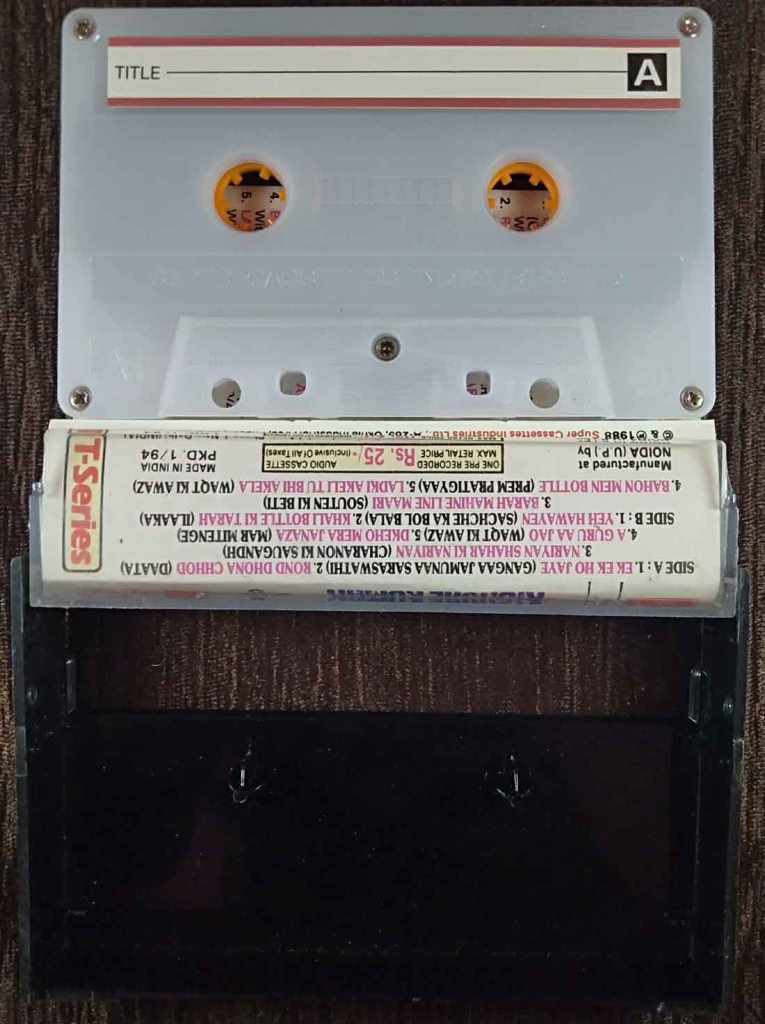 TITLE A
KISHORE KUMAR
SIDE A : 1. EK EK HO JAYE (GANGAA JAMUNAA SARASWATHI) 2. ROND DHONA CHHOD (DAATA)
3. NARIYAN SHAHAR KI NARIYAN (CHARANON KI SAUGANDH)
4. A GURU AA JAO (WAQT KI AWAZ) 5. DKEHO MERA JANAZA (MAR MITENGE)
SIDE B : 1. YEH HAWAYEN (SACHCHE KA BOL BALA) 2. KHALI BOTTLE KI TARAH (ILAAKA)
3. BARAH MAHINE LINE MAARI (SOUTEN KI BETI)
4. BAHON MEIN BOTTLE (PREM PRATIGYAA) 5. LADKI AKELI TU BHI AKELA (WAQT KI AWAZ)
T-Series
Manufactured at
NOIDA (U.P.) by
ONE PRE RECORDED AUDIO CASSETTE
MAX RETAIL PRICE Rs. 25/- (Inclusive Of All Taxes)
MADE IN INDIA
PKD. 1/94
© & ℗ 1988 Super Cassettes Industries Ltd.